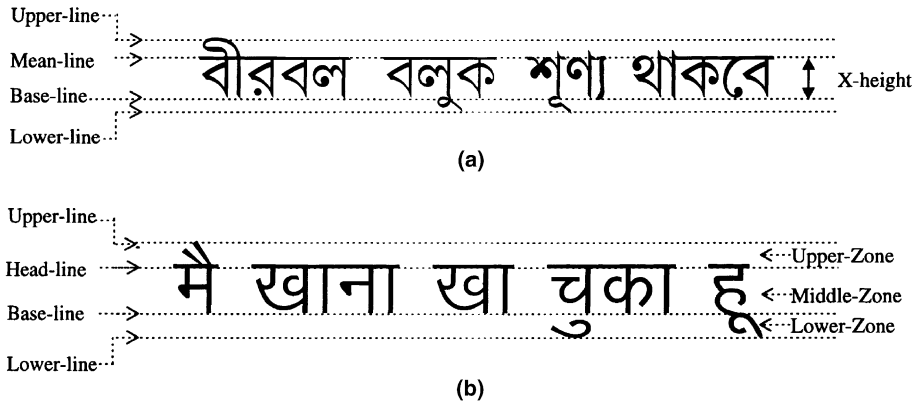 Upper-line
Mean-line
Base-line
Lower-line
বীরবল বলুক শূণ্য থাকবে
X-height
(a)
Upper-line
Head-line
Base-line
Lower-line
मै खाना खा चुका हू
Upper-Zone
Middle-Zone
Lower-Zone
(b)